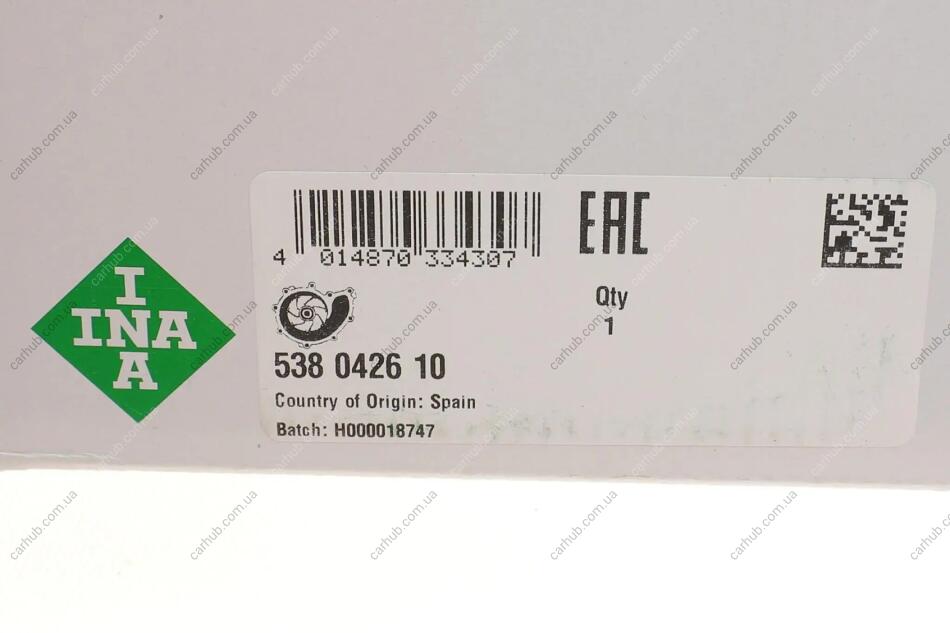 4 014870 334307
EAC
Qty
1
I
INA
A
538 0426 10
Country of Origin: Spain
Batch: H000018747
carhub.com.ua